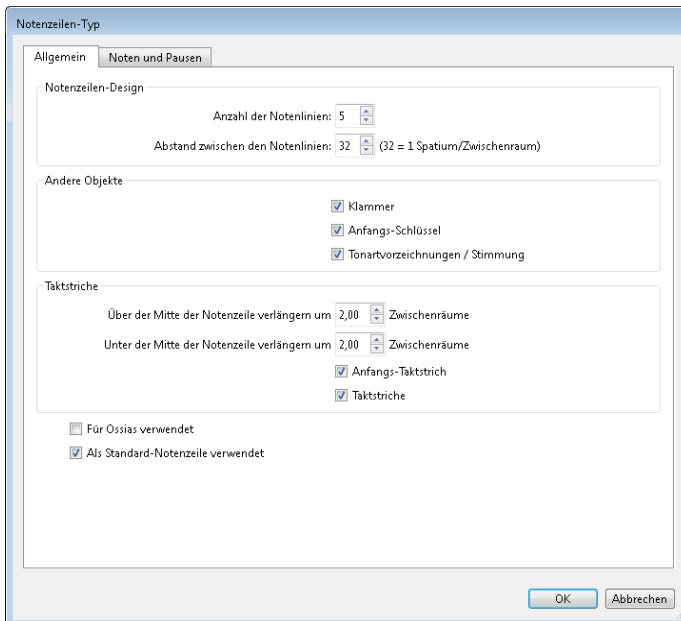 Notenzeilen-Typ
Allgemein Noten und Pausen
Notenzeilen-Design
Anzahl der Notenlinien: 5
Abstand zwischen den Notenlinien: 32 (32 = 1 Spatium/Zwischenraum)
Andere Objekte
Klammer
Anfangs-Schlüssel
Tonartvorzeichnungen / Stimmung
Taktstriche
Über der Mitte der Notenzeile verlängern um 2,00 Zwischenräume
Unter der Mitte der Notenzeile verlängern um 2,00 Zwischenräume
Anfangs-Taktstrich
Taktstriche
Für Ossias verwendet
Als Standard-Notenzeile verwendet
OK Abbrechen